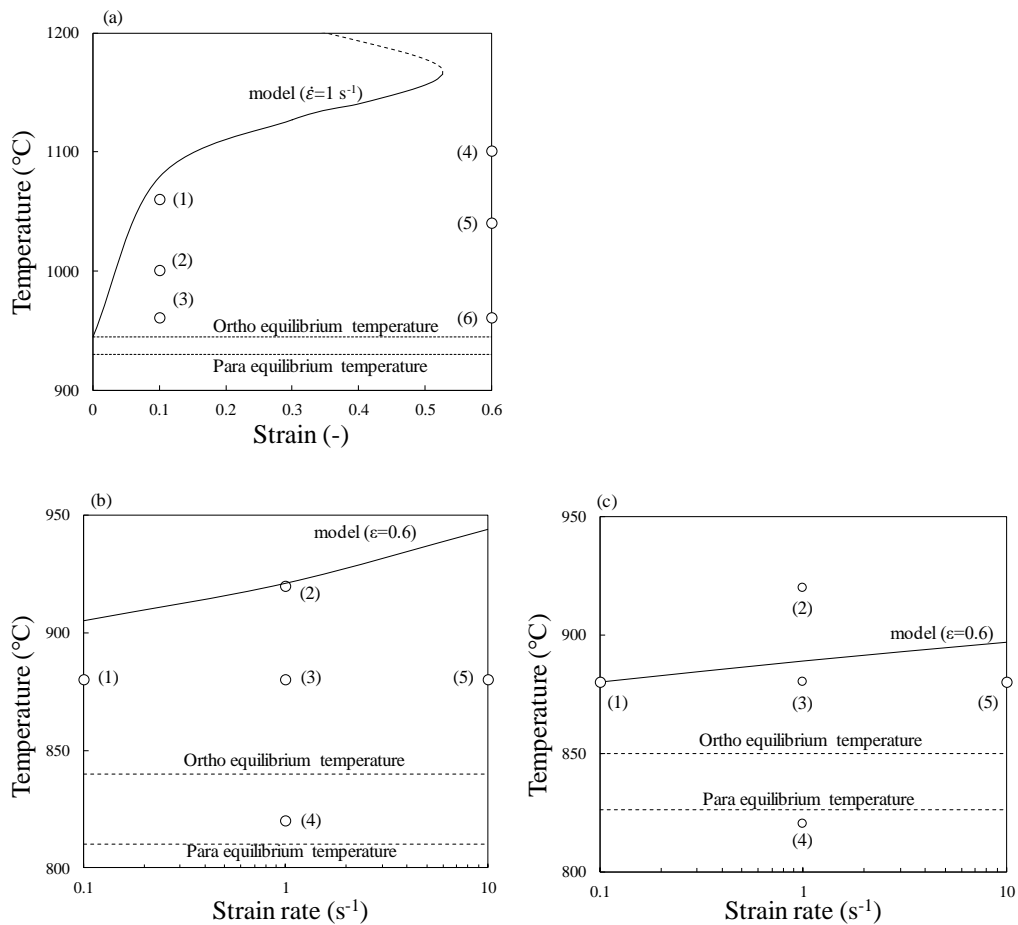 (a)
1200
model (ε̇=1 s⁻¹)
1100
(4)
(1)
(5)
(2)
1000
(3)
(6)
Ortho equilibrium temperature
Para equilibrium temperature
900
0 0.1 0.2 0.3 0.4 0.5 0.6
Temperature (°C)
Strain (-)
(b)
950
model (ε=0.6)
(2)
900
(1) (3) (5)
850
Ortho equilibrium temperature
(4)
Para equilibrium temperature
800
0.1 1 10
Temperature (°C)
Strain rate (s⁻¹)
(c)
950
(2)
model (ε=0.6)
900
(1) (3) (5)
850
Ortho equilibrium temperature
Para equilibrium temperature
(4)
800
0.1 1 10
Temperature (°C)
Strain rate (s⁻¹)